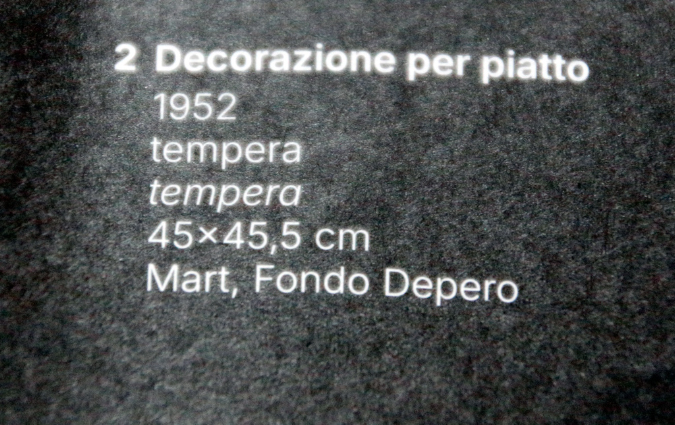 2 Decorazione per piatto
1952
tempera
tempera
45×45,5 cm
Mart, Fondo Depero